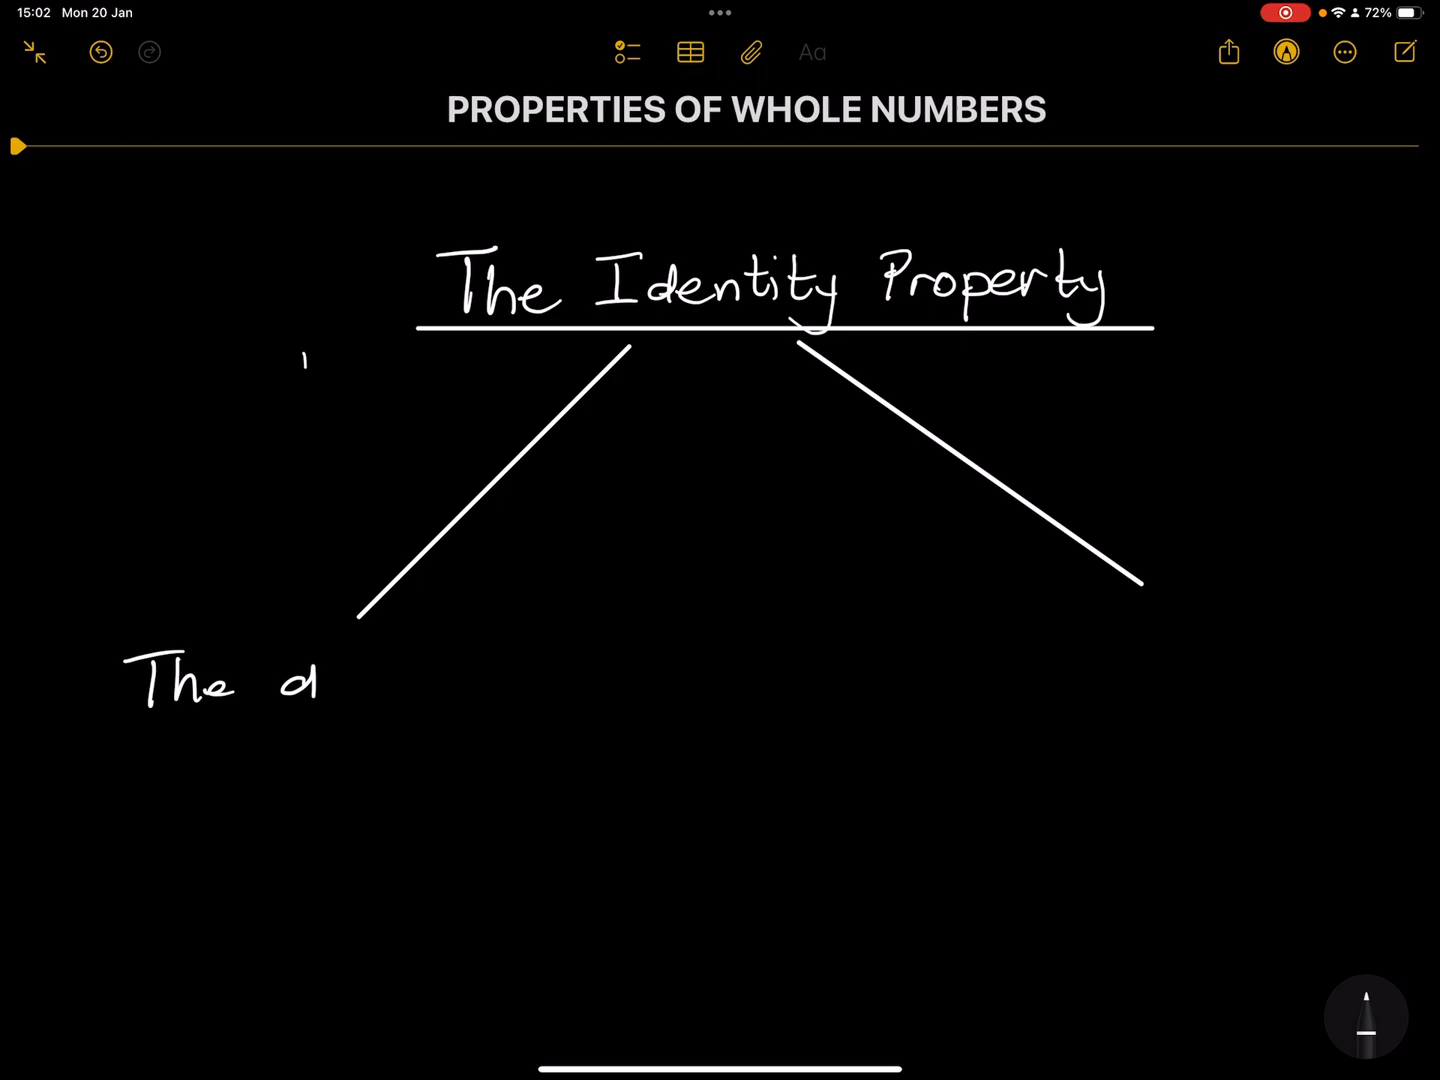 15:02 Mon 20 Jan
72%
Aa
PROPERTIES OF WHOLE NUMBERS
The Identity Property
The a